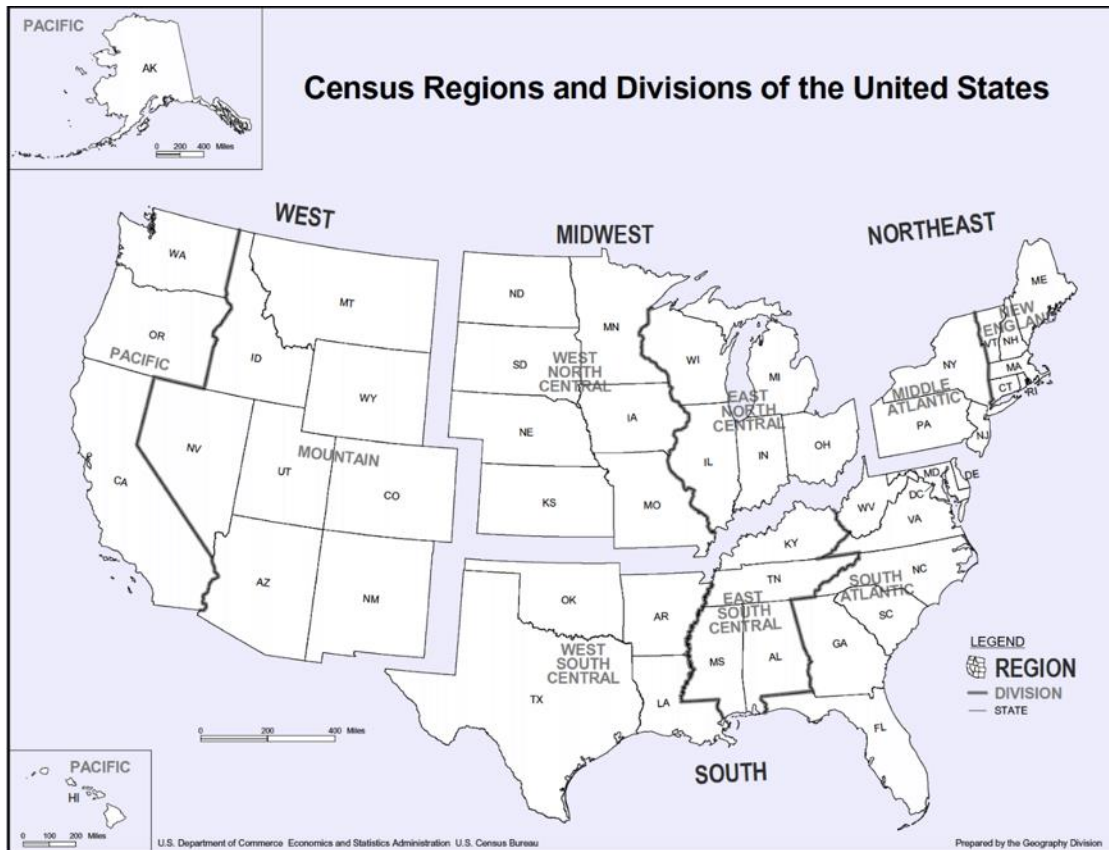 PACIFIC
AK
0 200 400 Miles
Census Regions and Divisions of the United States
WEST
MIDWEST
NORTHEAST
WA
MT
OR
ID
WY
PACIFIC
NV
UT
CO
MOUNTAIN
CA
AZ
NM
ND
MN
SD
WEST
NORTH
CENTRAL
NE
IA
KS
MO
WI
MI
EAST
NORTH
CENTRAL
IL
IN
OH
ME
NEW
ENGLAND
VT
NH
NY
MA
CT
RI
MIDDLE
ATLANTIC
PA
NJ
MD
DE
DC
WV
VA
KY
NC
TN
SOUTH
ATLANTIC
SC
EAST
SOUTH
CENTRAL
MS
AL
GA
FL
OK
AR
WEST
SOUTH
CENTRAL
TX
LA
SOUTH
LEGEND
REGION
DIVISION
STATE
0 200 400 Miles
PACIFIC
HI
0 100 200 Miles
U.S. Department of Commerce Economics and Statistics Administration U.S. Census Bureau
Prepared by the Geography Division